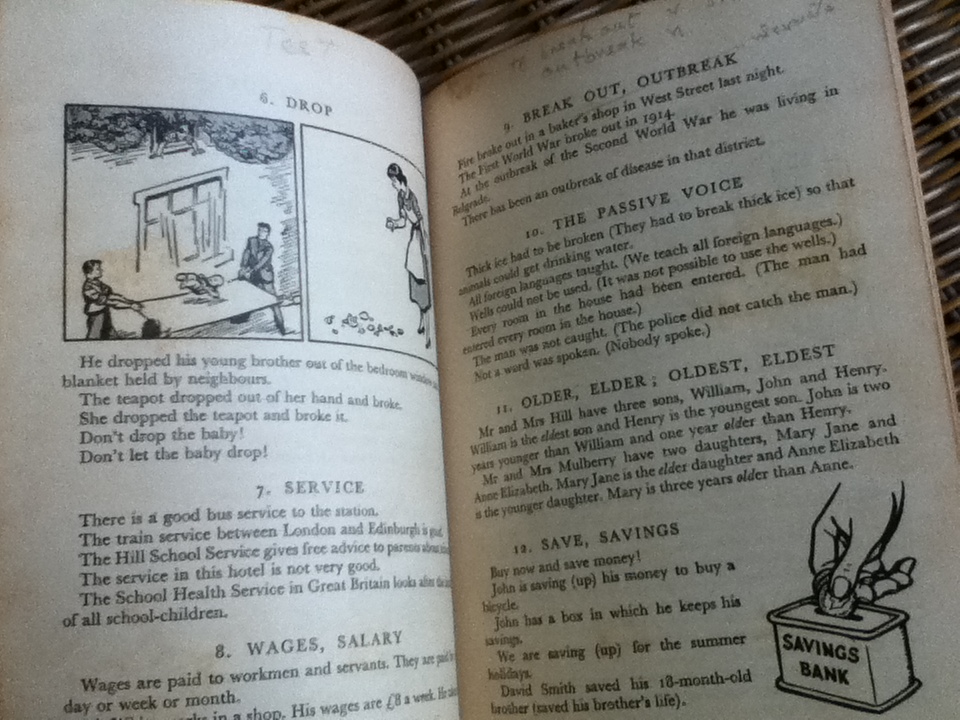 Test
6. DROP
He dropped his young brother out of the bedroom window
blanket held by neighbours.
The teapot dropped out of her hand and broke.
She dropped the teapot and broke it.
Don't drop the baby!
Don't let the baby drop!
7. SERVICE
There is a good bus service to the station.
The train service between London and Edinburgh is good.
The Hill School Service gives free advice to parents about
The service in this hotel is not very good.
The School Health Service in Great Britain looks after the
of all school-children.
8. WAGES, SALARY
Wages are paid to workmen and servants. They are paid
day or week or month.
works in a shop. His wages are £8 a week. He
to break out v
outbreak n.
9. BREAK OUT, OUTBREAK
Fire broke out in a baker's shop in West Street last night.
The First World War broke out in 1914.
At the outbreak of the Second World War he was living in
Belgrade.
There has been an outbreak of disease in that district.
10. THE PASSIVE VOICE
Thick ice had to be broken (They had to break thick ice) so that
animals could get drinking water.
All foreign languages taught. (We teach all foreign languages.)
Wells could not be used. (It was not possible to use the wells.)
Every room in the house had been entered. (The man had
entered every room in the house.)
The man was not caught. (The police did not catch the man.)
Not a word was spoken. (Nobody spoke.)
11. OLDER, ELDER; OLDEST, ELDEST
Mr and Mrs Hill have three sons, William, John and Henry.
William is the eldest son and Henry is the youngest son. John is two
years younger than William and one year older than Henry.
Mr and Mrs Mulberry have two daughters, Mary Jane and
Anne Elizabeth. Mary Jane is the elder daughter and Anne Elizabeth
is the younger daughter. Mary is three years older than Anne.
12. SAVE, SAVINGS
Buy now and save money!
John is saving (up) his money to buy a
bicycle.
John has a box in which he keeps his
savings.
We are saving (up) for the summer
holidays.
David Smith saved his 18-month-old
brother (saved his brother's life).
SAVINGS
BANK